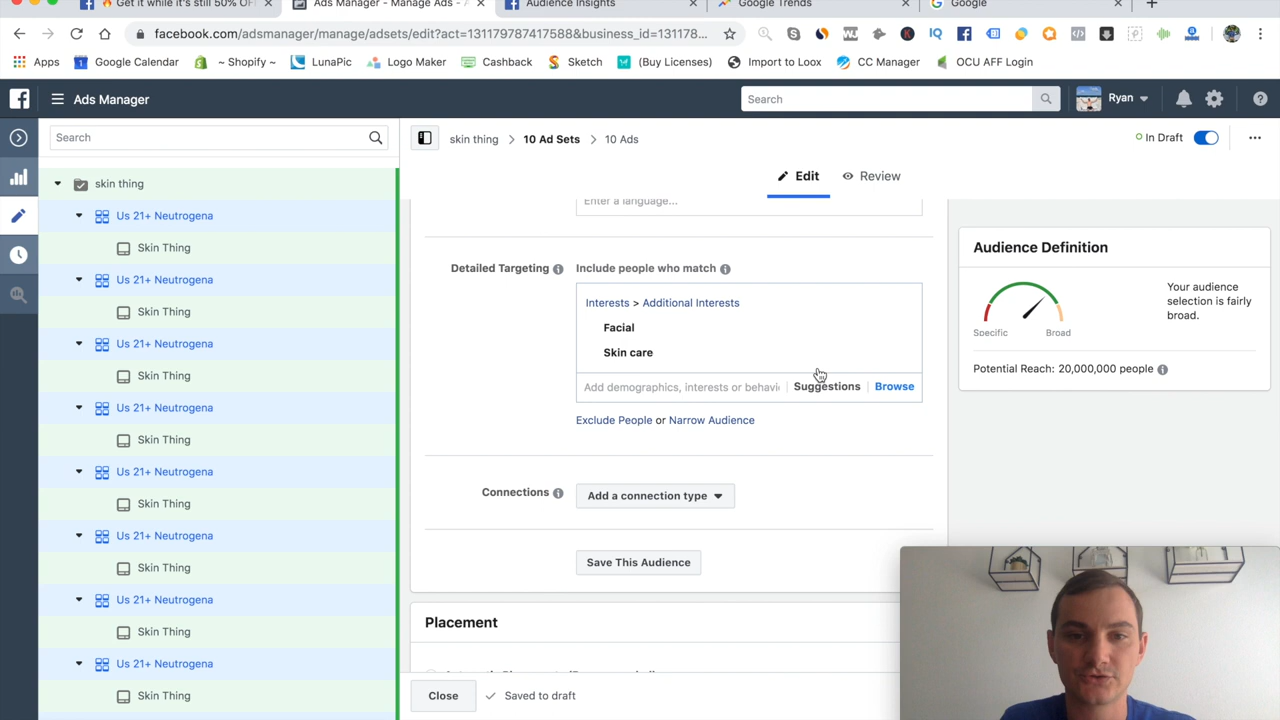 Get it while it's still 50% OFF
Ads Manager - Manage Ads - A
Audience Insights
Google Trends
Google
facebook.com/adsmanager/manage/adsets/edit?act=131179787417588&business_id=131178...
Apps
Google Calendar
~ Shopify ~
LunaPic
Logo Maker
Cashback
Sketch
(Buy Licenses)
Import to Loox
CC Manager
OCU AFF Login
Ads Manager
Search
Ryan
Search
skin thing > 10 Ad Sets > 10 Ads
In Draft
Edit
Review
skin thing
Us 21+ Neutrogena
Skin Thing
Us 21+ Neutrogena
Skin Thing
Us 21+ Neutrogena
Skin Thing
Us 21+ Neutrogena
Skin Thing
Us 21+ Neutrogena
Skin Thing
Us 21+ Neutrogena
Skin Thing
Us 21+ Neutrogena
Skin Thing
Us 21+ Neutrogena
Skin Thing
Enter a language...
Detailed Targeting
Include people who match
Interests > Additional Interests
Facial
Skin care
Add demographics, interests or behavi
Suggestions
Browse
Exclude People or Narrow Audience
Connections
Add a connection type
Save This Audience
Placement
Close
Saved to draft
Audience Definition
Your audience
selection is fairly
broad.
Specific
Broad
Potential Reach: 20,000,000 people